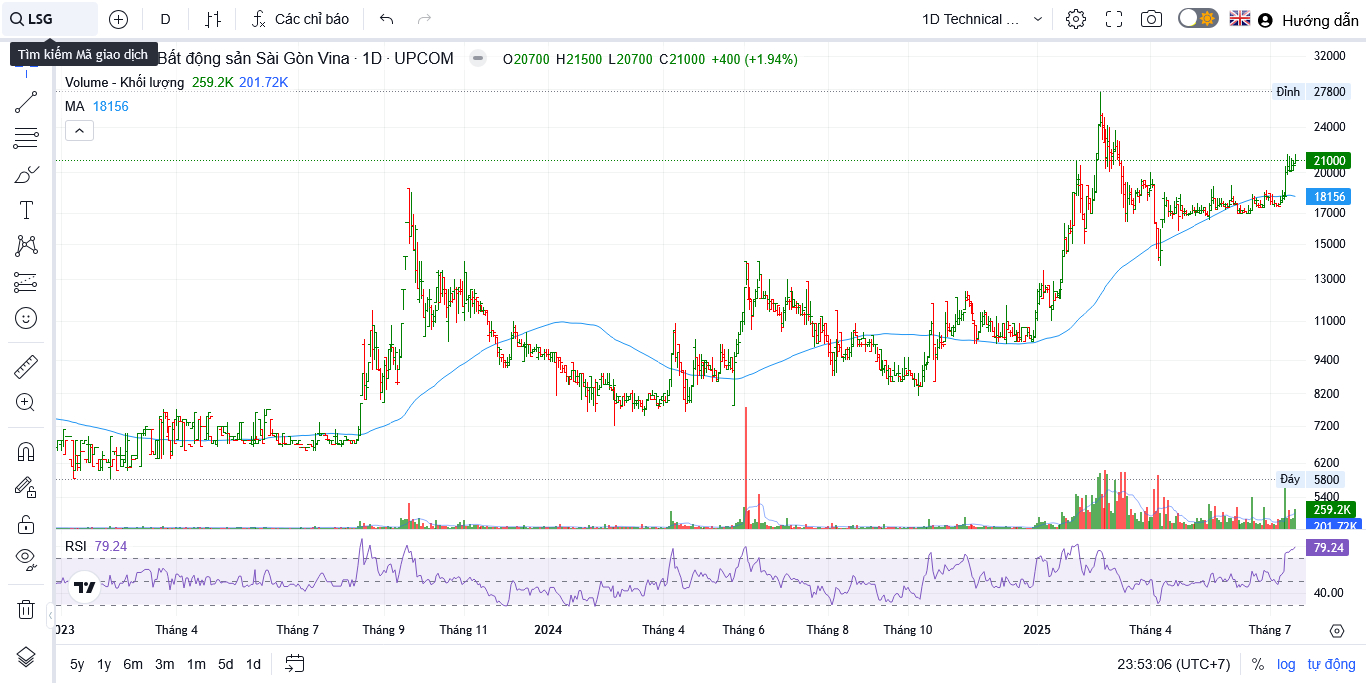 LSG D Các chỉ báo 1D Technical ... Hướng dẫn
Tìm kiếm Mã giao dịch
Bất động sản Sài Gòn Vina · 1D · UPCOM O20700 H21500 L20700 C21000 +400 (+1.94%)
Volume - Khối lượng 259.2K 201.72K
MA 18156
32000
Đỉnh 27800
24000
21000
20000
18156
17000
15000
13000
11000
9400
8200
7200
6200
Đáy 5800
5400
259.2K
201.72K
RSI 79.24
79.24
40.00
023 Tháng 4 Tháng 7 Tháng 9 Tháng 11 2024 Tháng 4 Tháng 6 Tháng 8 Tháng 10 2025 Tháng 4 Tháng 7
5y 1y 6m 3m 1m 5d 1d 23:53:06 (UTC+7) % log tự động